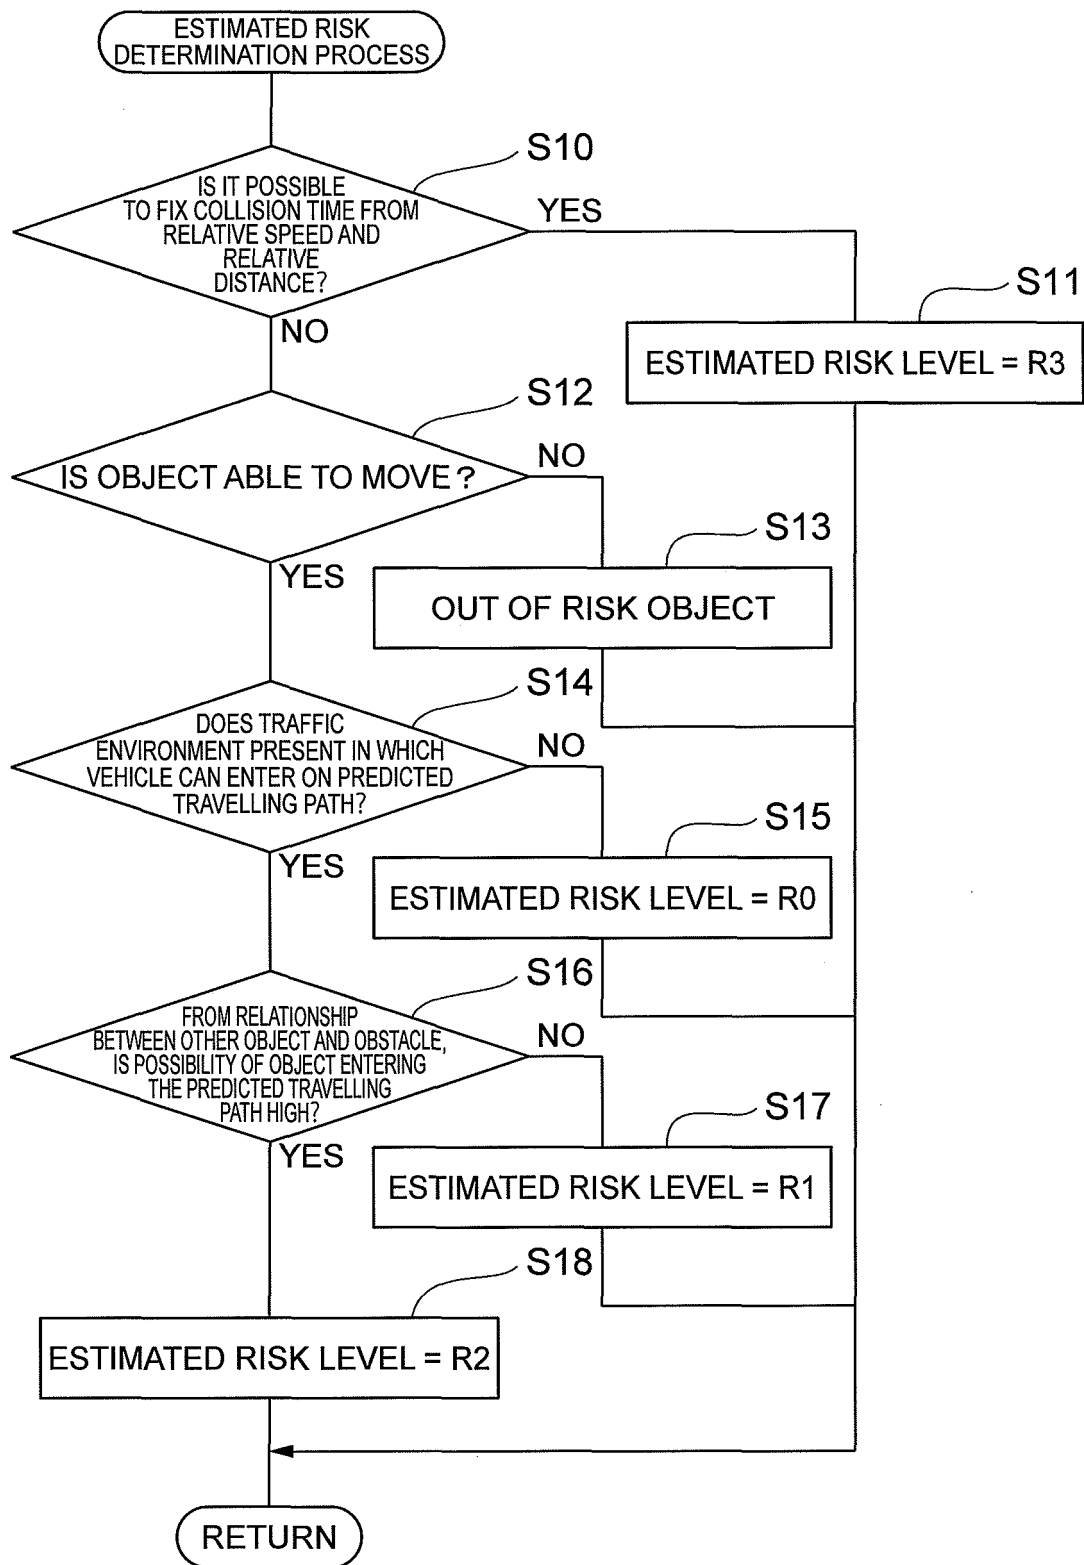 ESTIMATED RISK
DETERMINATION PROCESS
S10
IS IT POSSIBLE
TO FIX COLLISION TIME FROM
RELATIVE SPEED AND
RELATIVE
DISTANCE?
YES
NO
S11
ESTIMATED RISK LEVEL = R3
S12
IS OBJECT ABLE TO MOVE?
NO
YES
S13
OUT OF RISK OBJECT
S14
DOES TRAFFIC
ENVIRONMENT PRESENT IN WHICH
VEHICLE CAN ENTER ON PREDICTED
TRAVELLING PATH?
NO
YES
S15
ESTIMATED RISK LEVEL = R0
S16
FROM RELATIONSHIP
BETWEEN OTHER OBJECT AND OBSTACLE,
IS POSSIBILITY OF OBJECT ENTERING
THE PREDICTED TRAVELLING
PATH HIGH?
NO
YES
S17
ESTIMATED RISK LEVEL = R1
S18
ESTIMATED RISK LEVEL = R2
RETURN